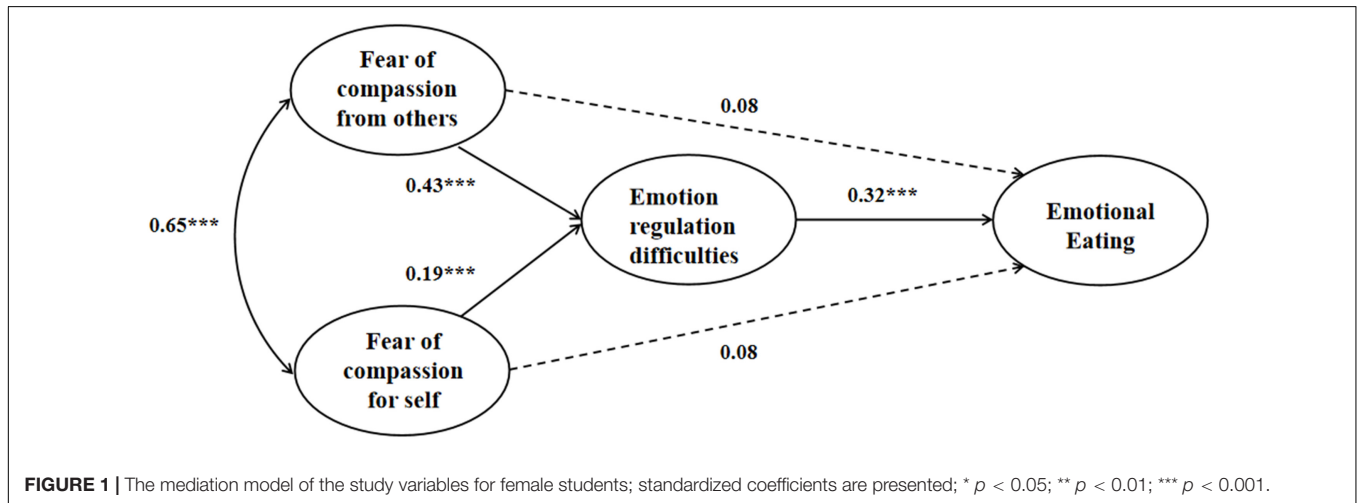 Fear of
compassion
from others
0.08
0.43***
Emotion
regulation
difficulties
0.32***
Emotional
Eating
0.65***
0.19***
Fear of
compassion
for self
0.08
FIGURE 1 | The mediation model of the study variables for female students; standardized coefficients are presented; * p < 0.05; ** p < 0.01; *** p < 0.001.